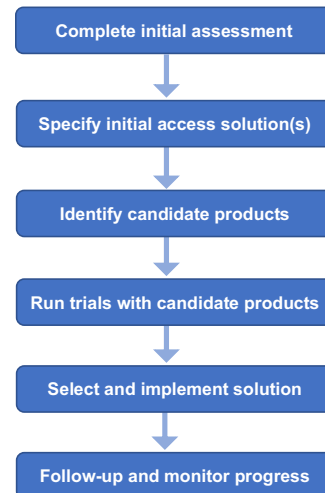 Complete initial assessment
Specify initial access solution(s)
Identify candidate products
Run trials with candidate products
Select and implement solution
Follow-up and monitor progress